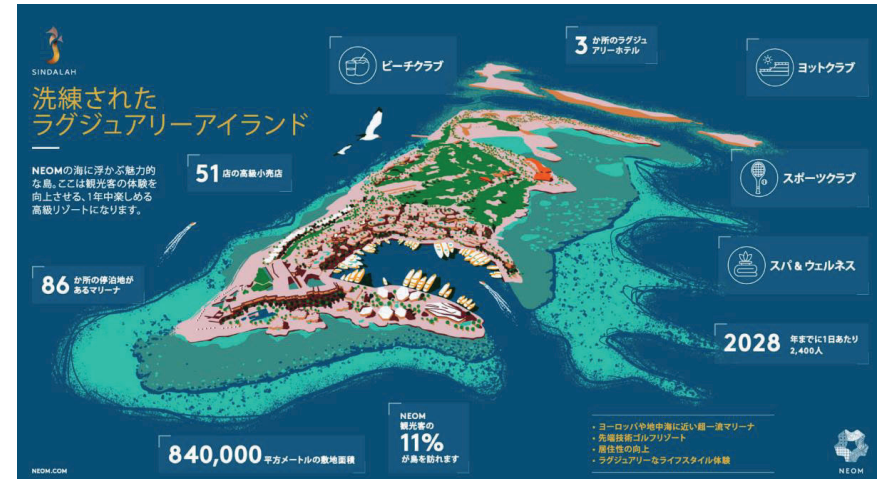 SINDALAH
洗練された
ラグジュアリーアイランド
NEOMの海に浮かぶ魅力的
な島。ここは観光客の体験を
向上させる、1年中楽しめる
高級リゾートになります。
ビーチクラブ
3 か所のラグジュ
アリーホテル
ヨットクラブ
51 店の高級小売店
スポーツクラブ
86 か所の停泊地が
あるマリーナ
スパ & ウェルネス
2028 年までに1日あたり
2,400人
NEOM
観光客の
11%
が島を訪れます
840,000 平方メートルの敷地面積
• ヨーロッパや地中海に近い超一流マリーナ
• 先端技術ゴルフリゾート
• 居住性の向上
• ラグジュアリーなライフスタイル体験
NEOM.COM
NEOM